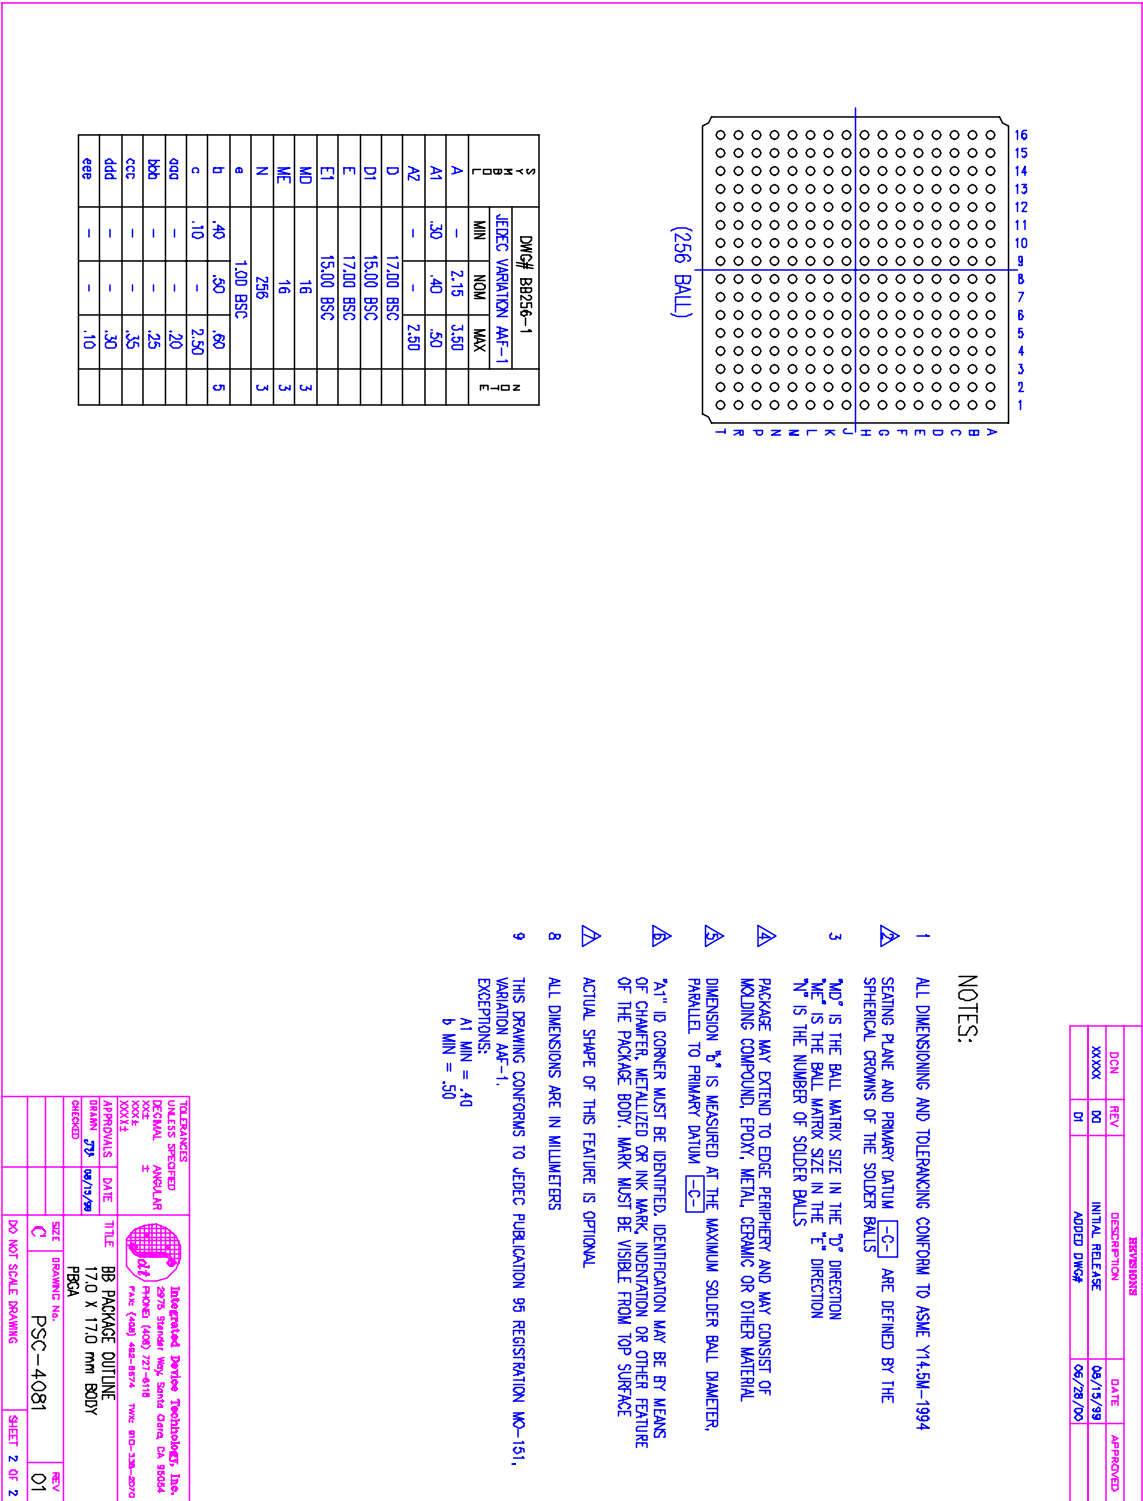 REVISIONS
DCN REV DESCRIPTION DATE APPROVED
XXXXX 00 INITIAL RELEASE 06/15/99
01 ADDED DWG# 06/28/00
16 15 14 13 12 11 10 9 8 7 6 5 4 3 2 1
A B C D E F G H J K L M N P R T
(256 BALL)
DWG# BB256-1
JEDEC VARIATION AAF-1
SYMBOL MIN NOM MAX NOTE
A - 2.15 3.50
A1 .30 .40 .50
A2 - - 2.50
D 17.00 BSC
D1 15.00 BSC
E 17.00 BSC
E1 15.00 BSC
MD 16 3
ME 16 3
N 256 3
e 1.00 BSC
b .40 .50 .60 5
c .10 - 2.50
aaa - - .20
bbb - - .25
ccc - - .35
ddd - - .30
eee - - .10
NOTES:
1 ALL DIMENSIONING AND TOLERANCING CONFORM TO ASME Y14.5M-1994
2 SEATING PLANE AND PRIMARY DATUM -C- ARE DEFINED BY THE
SPHERICAL CROWNS OF THE SOLDER BALLS
3 "MD" IS THE BALL MATRIX SIZE IN THE "D" DIRECTION
"ME" IS THE BALL MATRIX SIZE IN THE "E" DIRECTION
"N" IS THE NUMBER OF SOLDER BALLS
4 PACKAGE MAY EXTEND TO EDGE PERIPHERY AND MAY CONSIST OF
MOLDING COMPOUND, EPOXY, METAL, CERAMIC OR OTHER MATERIAL
5 DIMENSION "b" IS MEASURED AT THE MAXIMUM SOLDER BALL DIAMETER,
PARALLEL TO PRIMARY DATUM -C-
6 "A1" ID CORNER MUST BE IDENTIFIED. IDENTIFICATION MAY BE BY MEANS
OF CHAMFER, METALLIZED OR INK MARK, INDENTATION OR OTHER FEATURE
OF THE PACKAGE BODY. MARK MUST BE VISIBLE FROM TOP SURFACE
7 ACTUAL SHAPE OF THIS FEATURE IS OPTIONAL
8 ALL DIMENSIONS ARE IN MILLIMETERS
9 THIS DRAWING CONFORMS TO JEDEC PUBLICATION 95 REGISTRATION MO-151,
VARIATION AAF-1.
EXCEPTIONS:
A1 MIN = .40
b MIN = .50
TOLERANCES
UNLESS SPECIFIED
DECIMAL ANGULAR
XX± ±
XXX±
XXXX±
APPROVALS DATE
DRAWN 06/15/99
CHECKED
idt
Integrated Device Technology, Inc.
2975 Stender Way, Santa Clara, CA 95054
PHONE: (408) 727-6116
FAX: (408) 492-8674 TWX: 910-338-2070
TITLE BB PACKAGE OUTLINE
17.0 X 17.0 mm BODY
PBGA
SIZE DRAWING No. REV
C PSC-4081 01
DO NOT SCALE DRAWING SHEET 2 OF 2